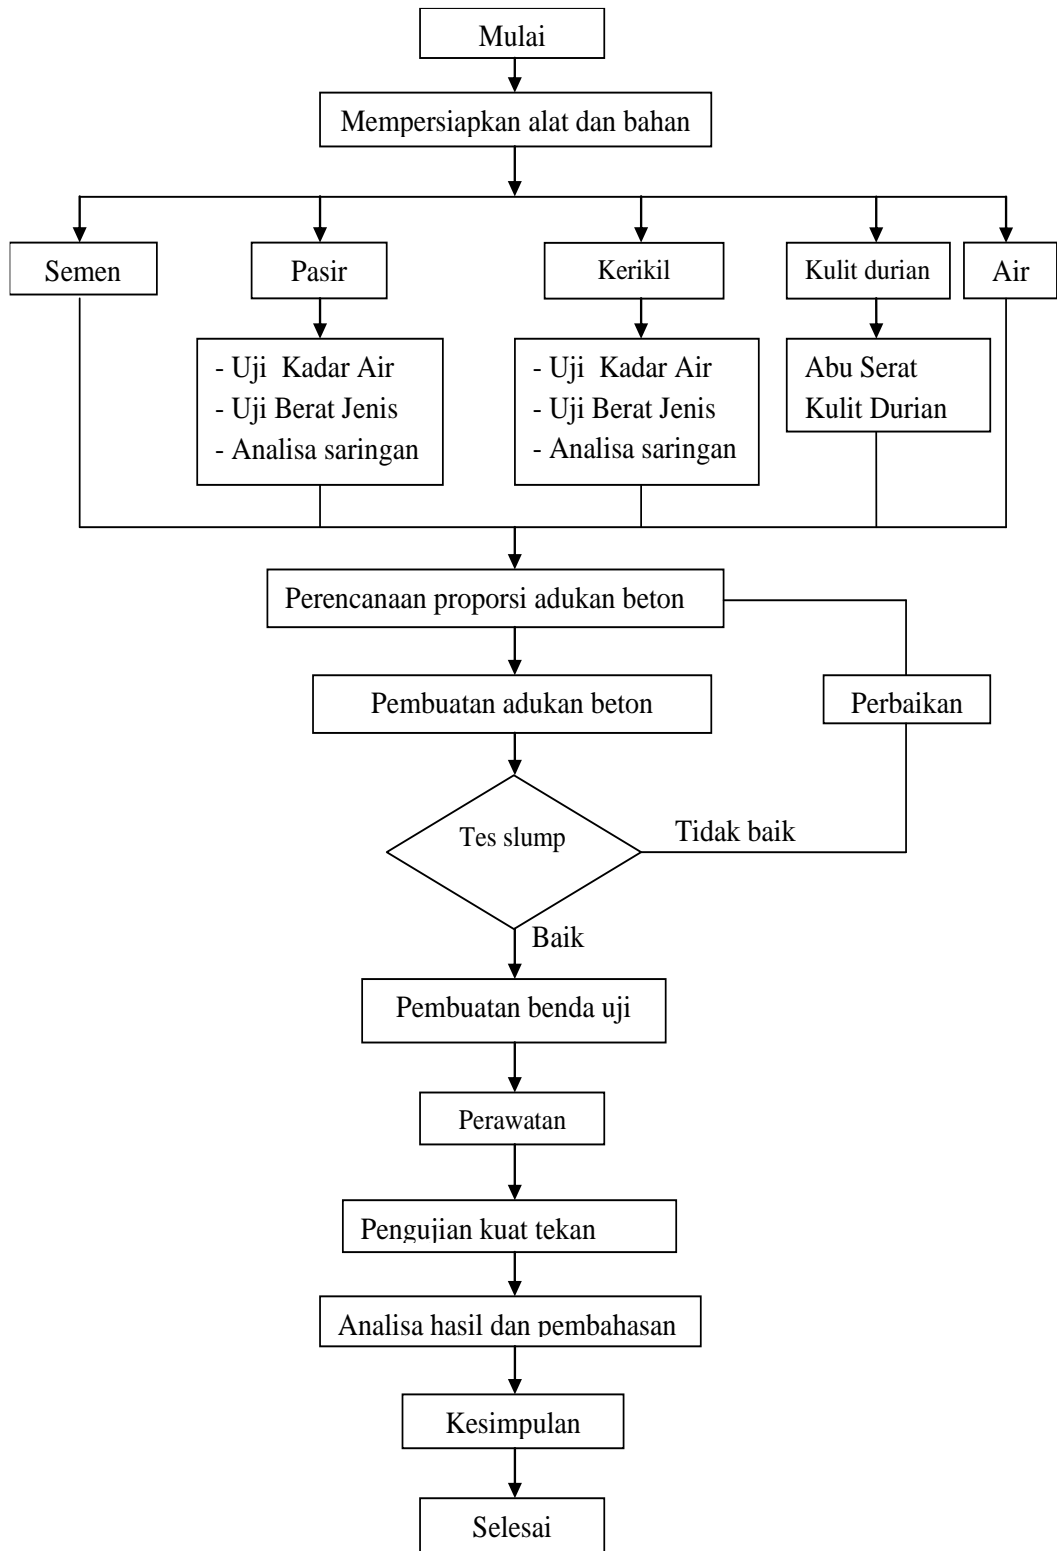 Mulai
Mempersiapkan alat dan bahan
Semen
Pasir
Kerikil
Kulit durian
Air
- Uji  Kadar Air
- Uji Berat Jenis
- Analisa saringan
- Uji  Kadar Air
- Uji Berat Jenis
- Analisa saringan
Abu Serat
Kulit Durian
Perencanaan proporsi adukan beton
Pembuatan adukan beton
Perbaikan
Tes slump
Tidak baik
Baik
Pembuatan benda uji
Perawatan
Pengujian kuat tekan
Analisa hasil dan pembahasan
Kesimpulan
Selesai